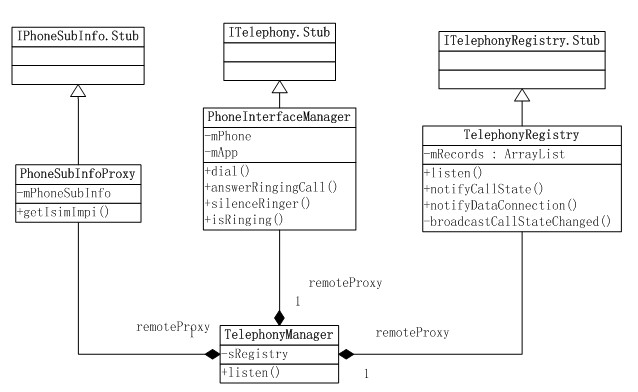 IPhoneSubInfo.Stub
ITelephony.Stub
ITelephonyRegistry.Stub
PhoneInterfaceManager
-mPhone
-mApp
+dial()
+answerRingingCall()
+silenceRinger()
+isRinging()
TelephonyRegistry
-mRecords : ArrayList
+listen()
+notifyCallState()
+notifyDataConnection()
-broadcastCallStateChanged()
PhoneSubInfoProxy
-mPhoneSubInfo
+getIsimImpi()
remoteProxy
1
remoteProxy
1
remoteProxy
1
TelephonyManager
-sRegistry
+listen()